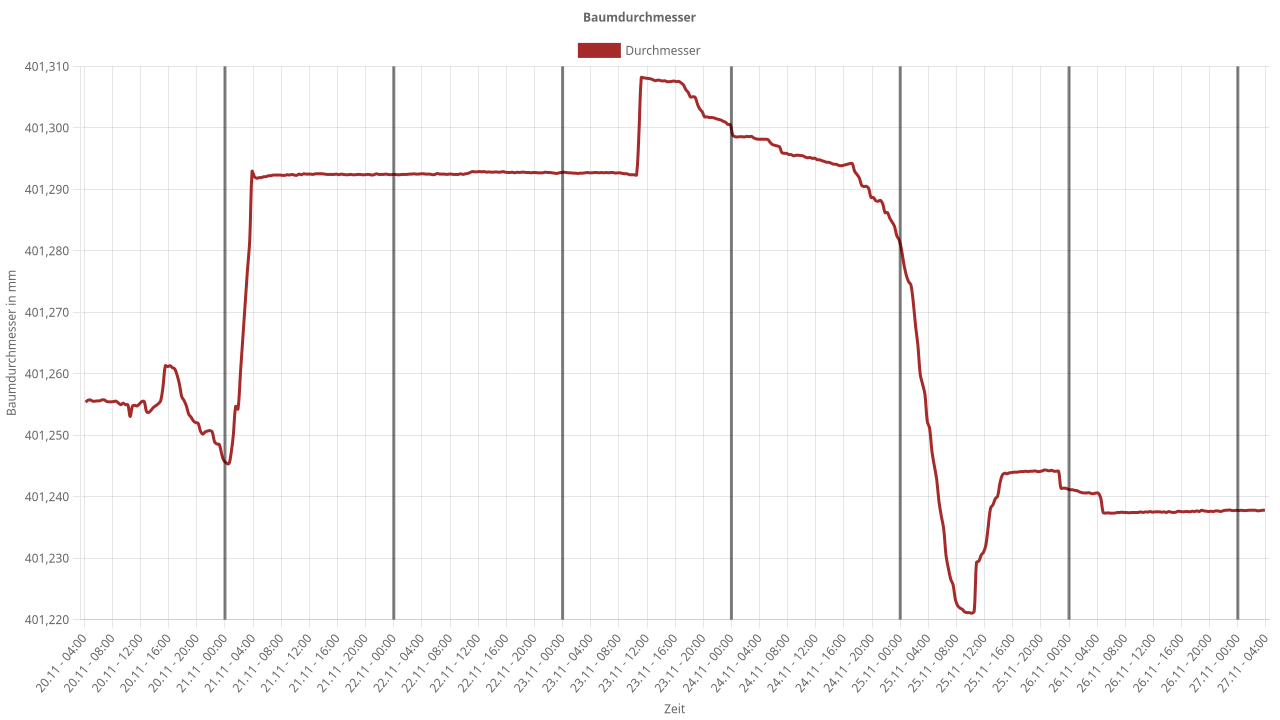 Baumdurchmesser
Durchmesser
Baumdurchmesser in mm
401,310
401,300
401,290
401,280
401,270
401,260
401,250
401,240
401,230
401,220
20.11 - 04:00
20.11 - 08:00
20.11 - 12:00
20.11 - 16:00
20.11 - 20:00
21.11 - 00:00
21.11 - 04:00
21.11 - 08:00
21.11 - 12:00
21.11 - 16:00
21.11 - 20:00
22.11 - 00:00
22.11 - 04:00
22.11 - 08:00
22.11 - 12:00
22.11 - 16:00
22.11 - 20:00
23.11 - 00:00
23.11 - 04:00
23.11 - 08:00
23.11 - 12:00
23.11 - 16:00
23.11 - 20:00
24.11 - 00:00
24.11 - 04:00
24.11 - 08:00
24.11 - 12:00
24.11 - 16:00
24.11 - 20:00
25.11 - 00:00
25.11 - 04:00
25.11 - 08:00
25.11 - 12:00
25.11 - 16:00
25.11 - 20:00
26.11 - 00:00
26.11 - 04:00
26.11 - 08:00
26.11 - 12:00
26.11 - 16:00
26.11 - 20:00
27.11 - 00:00
27.11 - 04:00
Zeit